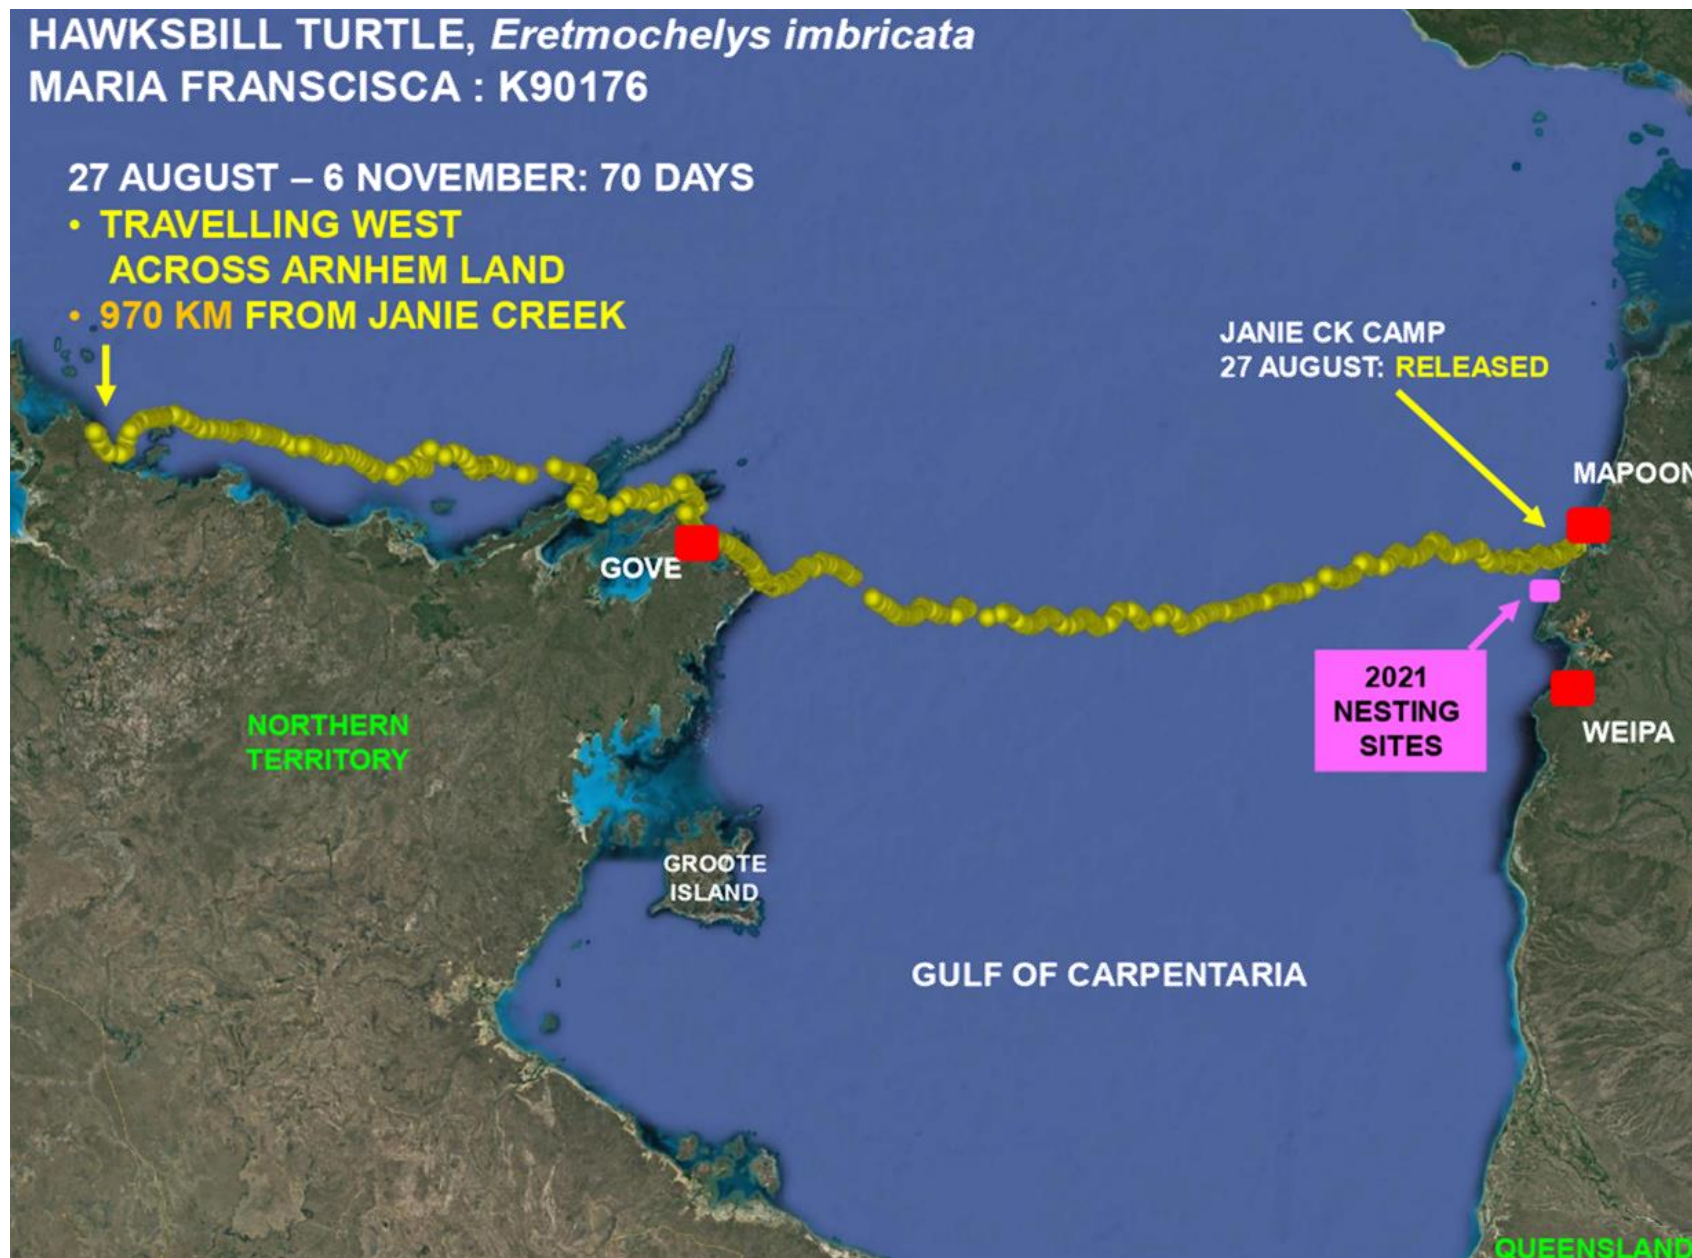 HAWKSBILL TURTLE, Eretmochelys imbricata
MARIA FRANSCISCA : K90176
27 AUGUST – 6 NOVEMBER: 70 DAYS
• TRAVELLING WEST
ACROSS ARNHEM LAND
• 970 KM FROM JANIE CREEK
JANIE CK CAMP
27 AUGUST: RELEASED
MAPOON
GOVE
2021
NESTING
SITES
WEIPA
NORTHERN
TERRITORY
GROOTE
ISLAND
GULF OF CARPENTARIA
QUEENSLAND